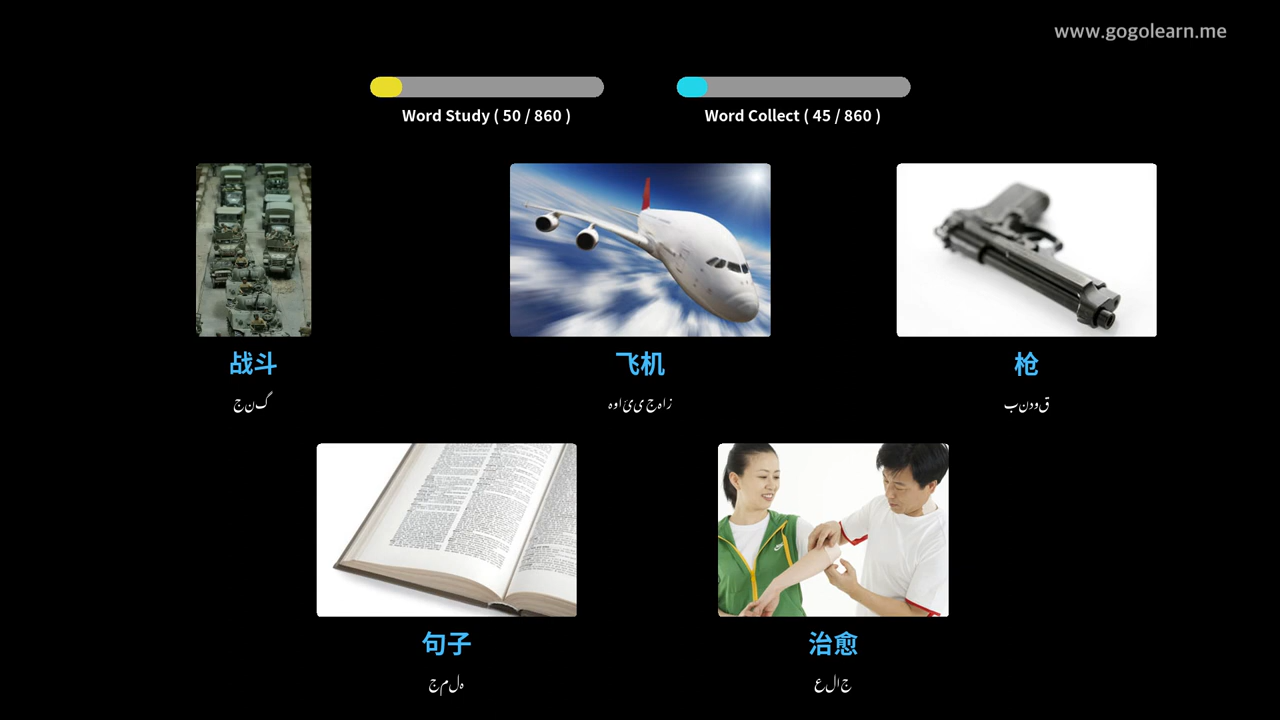 www.gogolearn.me
Word Study ( 50 / 860 )
Word Collect ( 45 / 860 )
战斗
جنگ
飞机
ہوائی جہاز
枪
بندوق
句子
جملہ
治愈
علاج